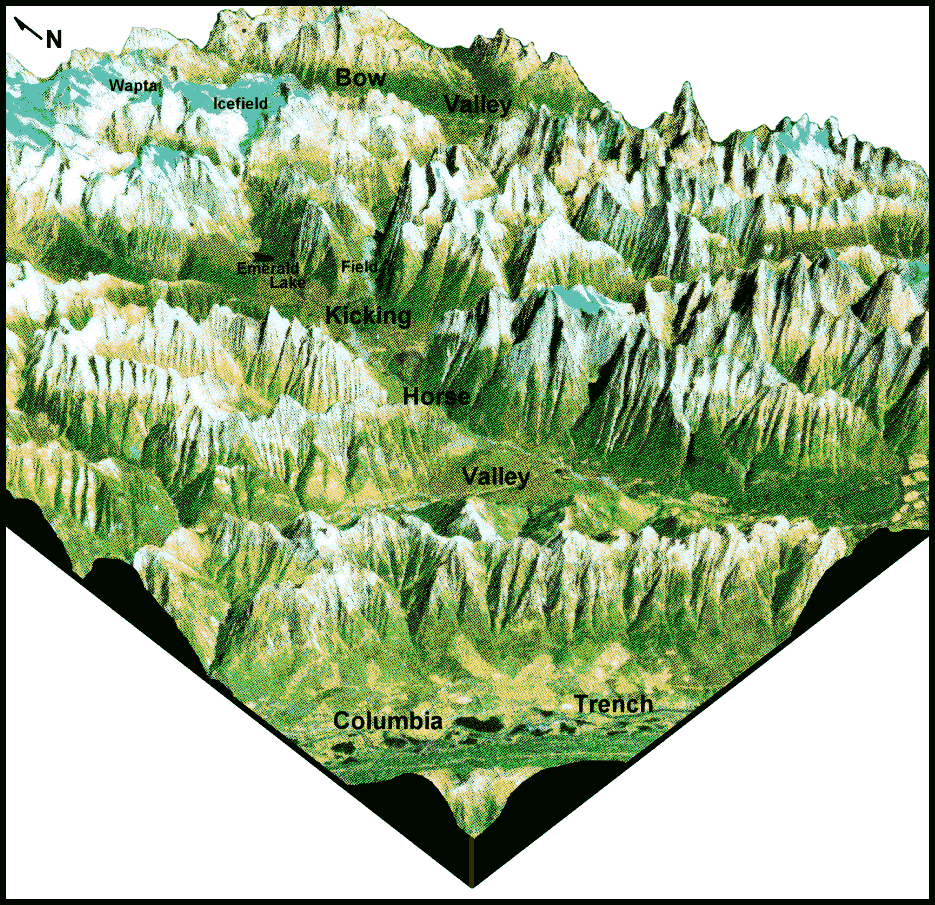 N
Bow
Wapta
Icefield
Valley
Emerald
Lake
Field
Kicking
Horse
Valley
Trench
Columbia